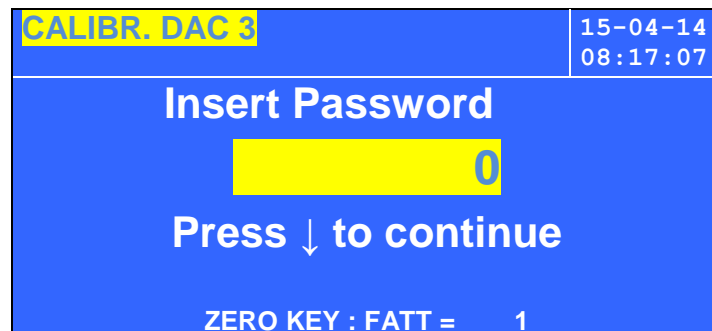 CALIBR. DAC 3
15-04-14
08:17:07
Insert Password
0
Press ↓ to continue
ZERO KEY : FATT = 1